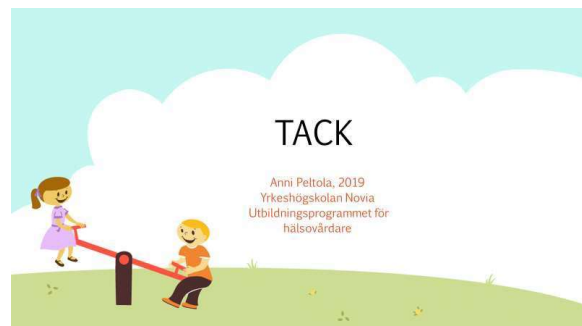 TACK
Anni Peltola, 2019
Yrkeshögskolan Novia
Utbildningsprogrammet för
hälsovårdare